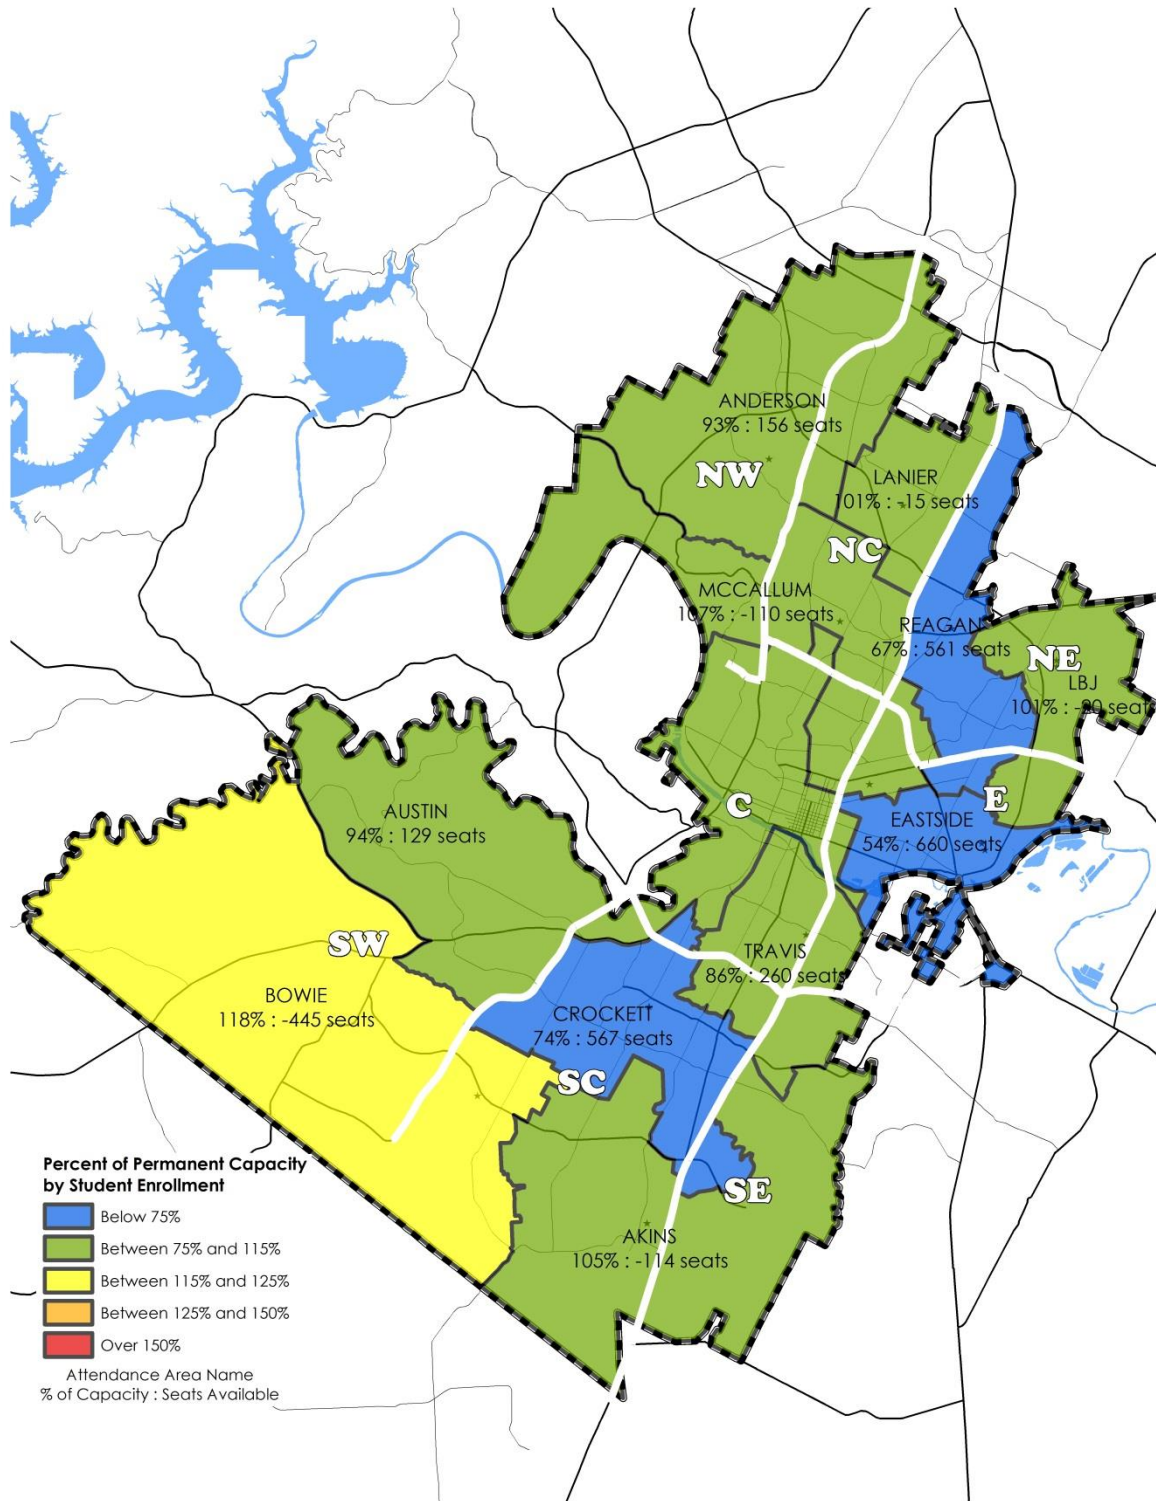 ANDERSON
93% : 156 seats
NW
LANIER
101% : -15 seats
NC
MCCALLUM
107% : -110 seats
REAGAN
67% : 561 seats
NE
LBJ
101% : -20 seats
C
E
AUSTIN
94% : 129 seats
EASTSIDE
54% : 660 seats
SW
TRAVIS
86% : 260 seats
BOWIE
118% : -445 seats
CROCKETT
74% : 567 seats
SC
SE
AKINS
105% : -114 seats
Percent of Permanent Capacity
by Student Enrollment
Below 75%
Between 75% and 115%
Between 115% and 125%
Between 125% and 150%
Over 150%
Attendance Area Name
% of Capacity : Seats Available